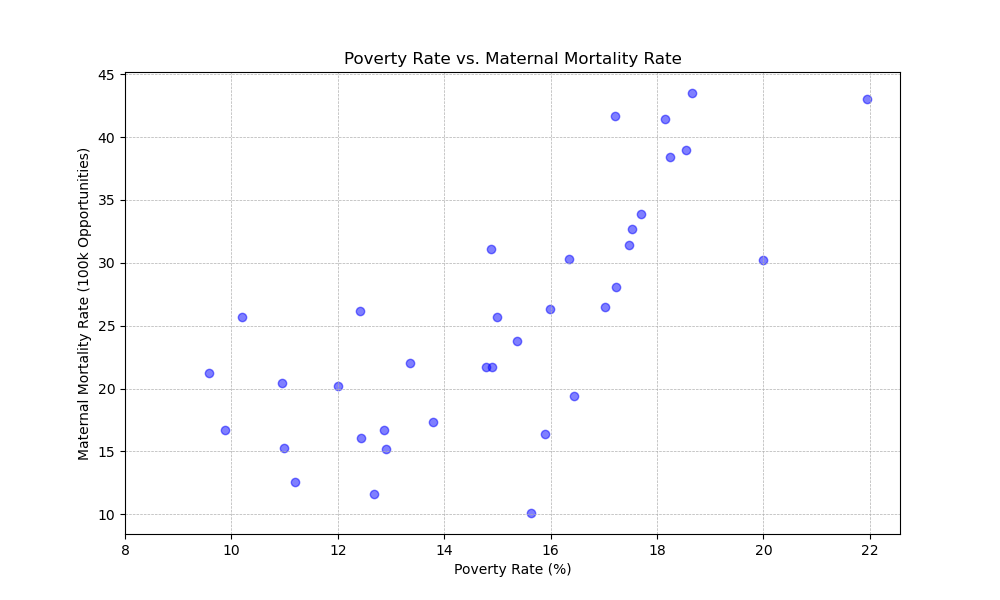 Poverty Rate vs. Maternal Mortality Rate
Maternal Mortality Rate (100k Opportunities)
45
40
35
30
25
20
15
10
8 10 12 14 16 18 20 22
Poverty Rate (%)